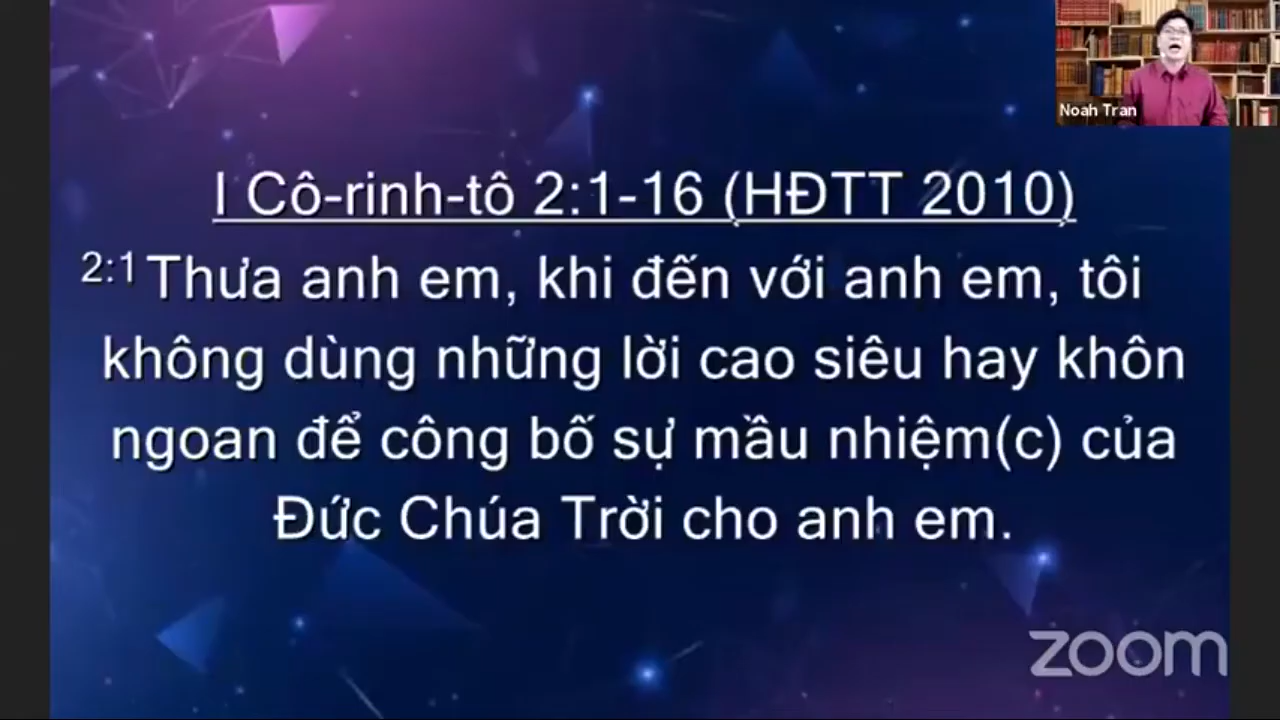 Noah Tran
I Cô-rinh-tô 2:1-16 (HĐTT 2010)
2:1 Thưa anh em, khi đến với anh em, tôi
không dùng những lời cao siêu hay khôn
ngoan để công bố sự mầu nhiệm(c) của
Đức Chúa Trời cho anh em.
zoom